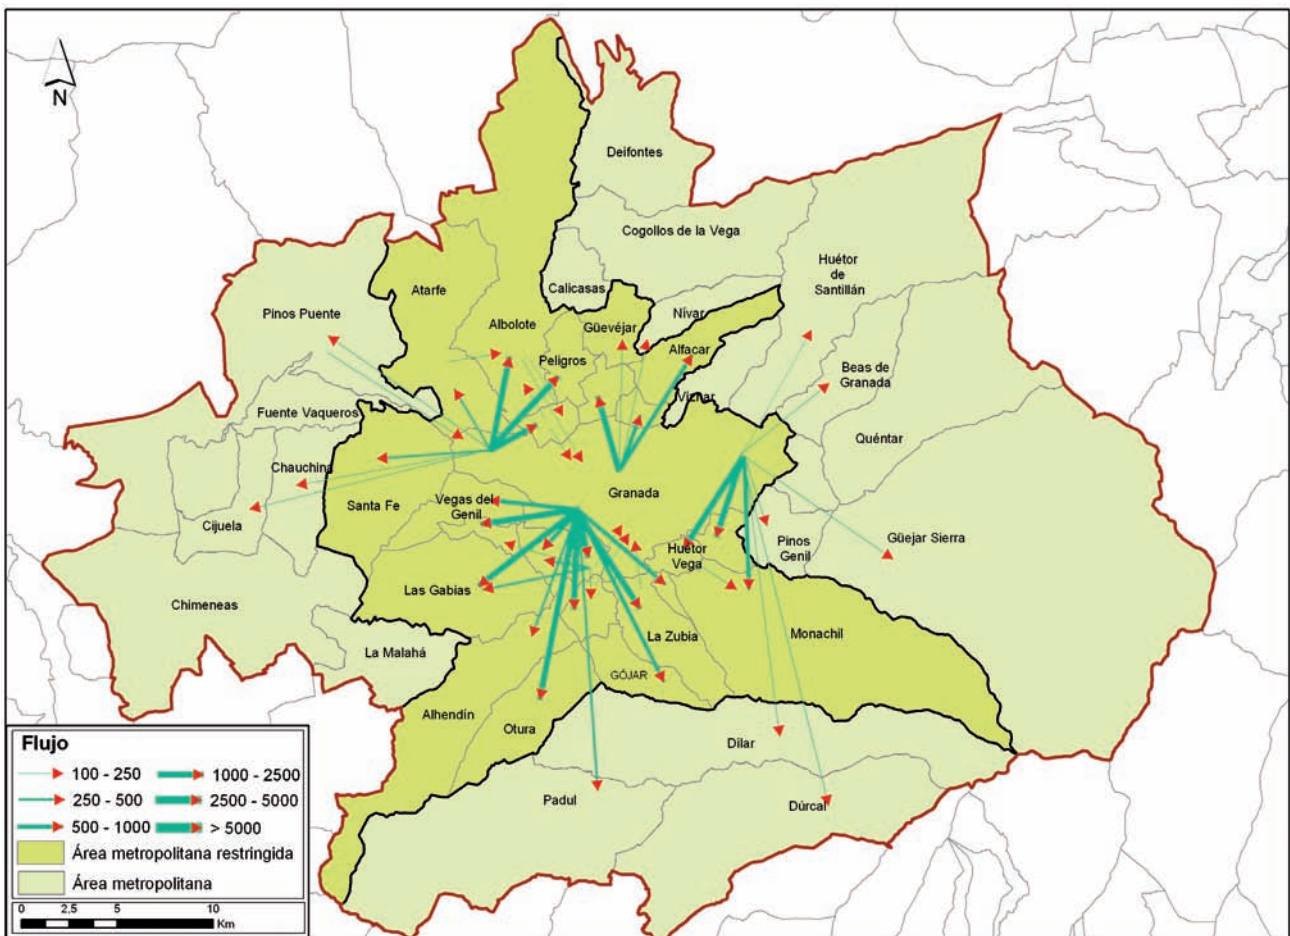 N
Deifontes
Cogollos de la Vega
Huétor
de
Santillán
Atarfe
Calicasas
Pinos Puente
Albolote
Güevéjar
Nívar
Alfacar
Peligros
Beas de
Granada
Víznar
Fuente Vaqueros
Quéntar
Chauchina
Granada
Santa Fe
Vegas del
Genil
Cijuela
Pinos
Genil
Güejar Sierra
Huétor
Vega
Las Gabias
Chimeneas
La Zubia
Monachil
La Malahá
GÓJAR
Alhendín
Otura
Dílar
Padul
Dúrcal
Flujo
100 - 250
1000 - 2500
250 - 500
2500 - 5000
500 - 1000
> 5000
Área metropolitana restringida
Área metropolitana
0 2,5 5 10
Km